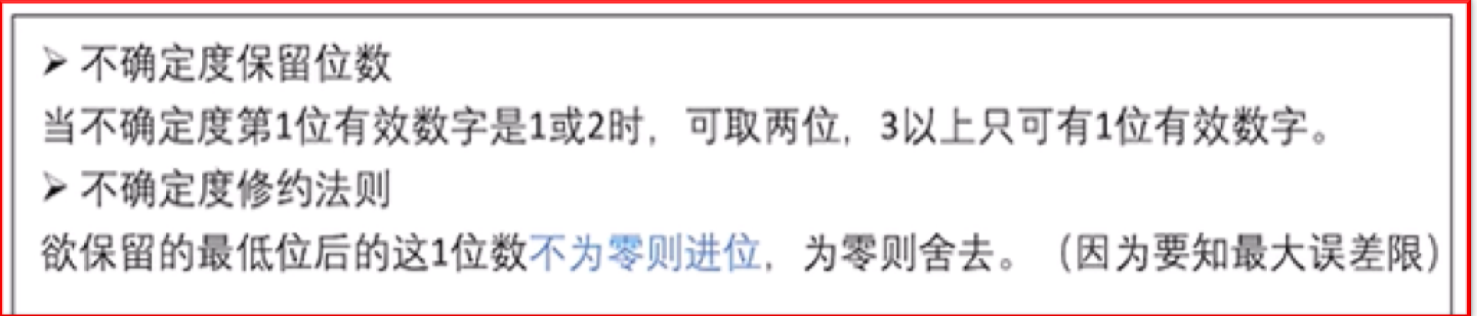 ➢ 不确定度保留位数
当不确定度第1位有效数字是1或2时，可取两位，3以上只可有1位有效数字。
➢ 不确定度修约法则
欲保留的最低位后的这1位数不为零则进位，为零则舍去。（因为要知最大误差限）